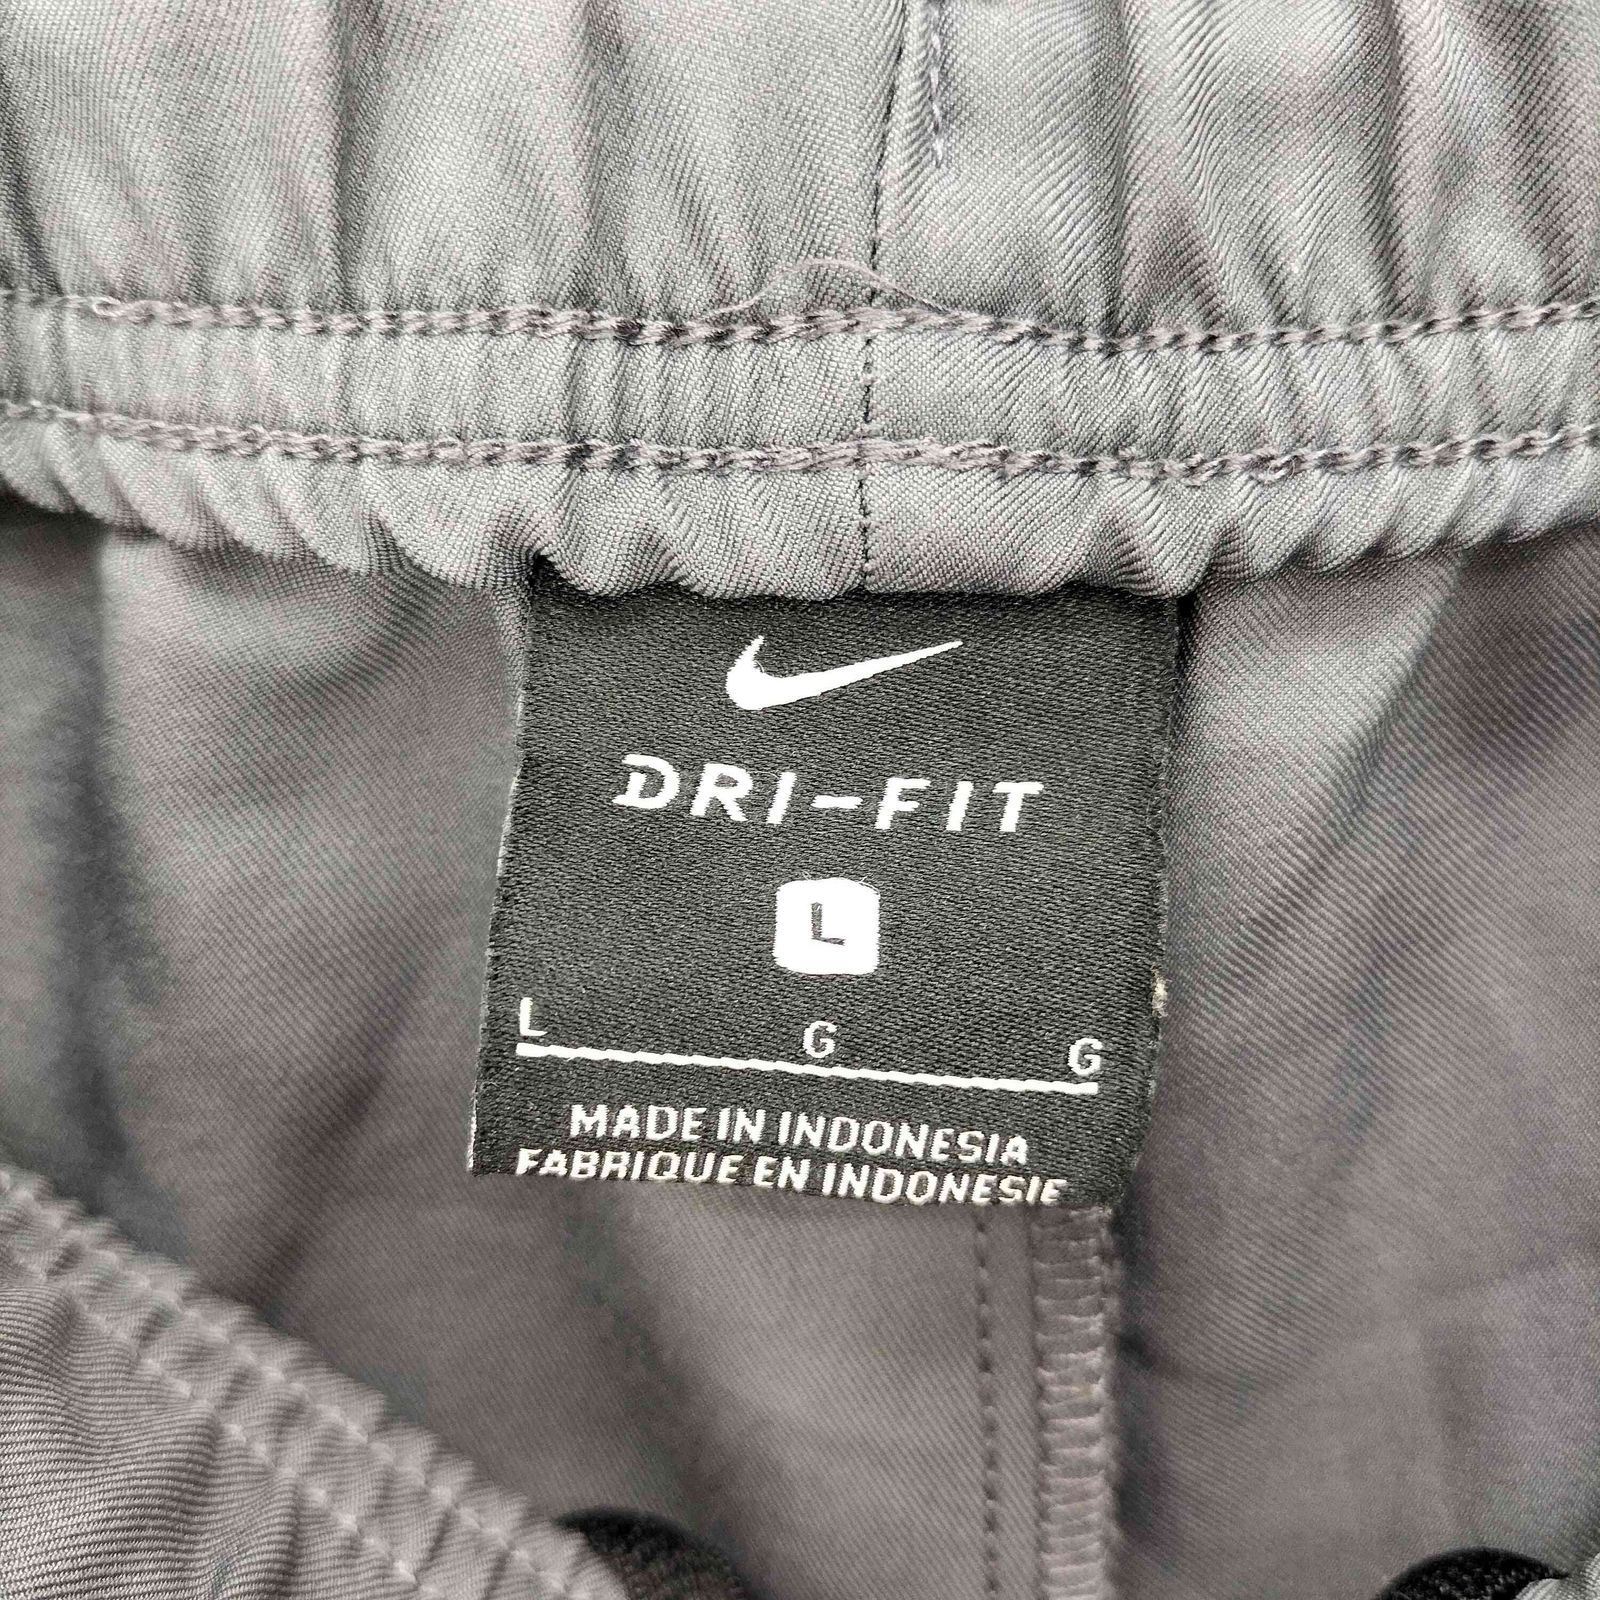 DRI-FIT
L
L G G
MADE IN INDONESIA
FABRIQUE EN INDONESIE